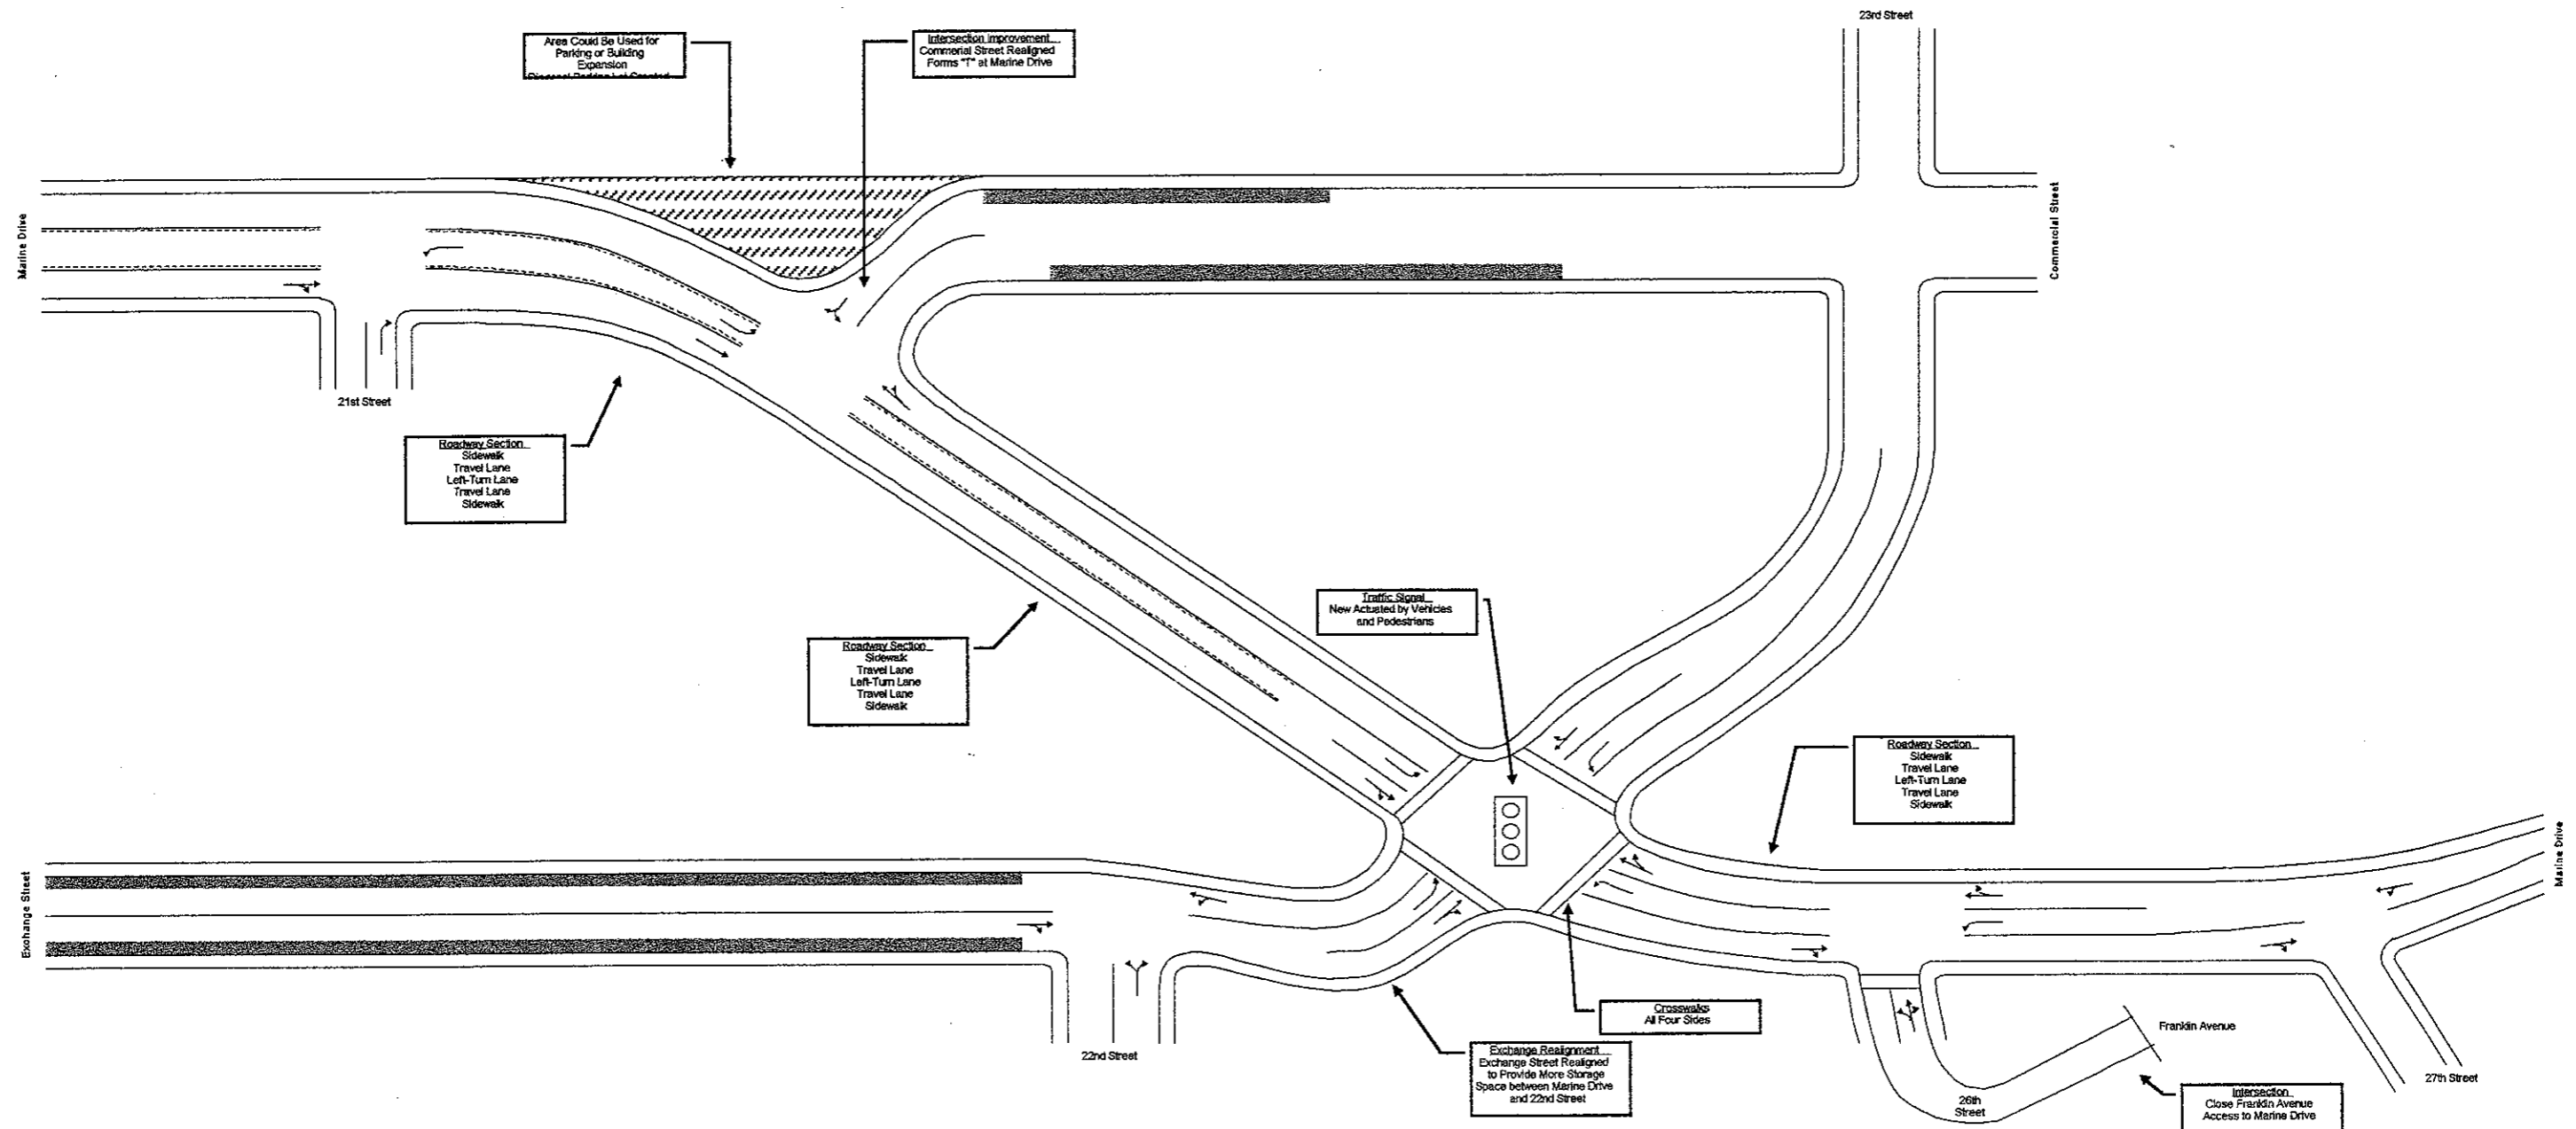 23rd Street
Area Could Be Used for
Parking or Building
Expansion
Intersection Improvement
Commerial Street Realigned
Forms "T" at Marine Drive
Marine Drive
Commercial Street
21st Street
Roadway Section
Sidewalk
Travel Lane
Left-Turn Lane
Travel Lane
Sidewalk
Traffic Signal
New Actuated by Vehicles
and Pedestrians
Roadway Section
Sidewalk
Travel Lane
Left-Turn Lane
Travel Lane
Sidewalk
Roadway Section
Sidewalk
Travel Lane
Left-Turn Lane
Travel Lane
Sidewalk
Exchange Street
Marine Drive
Crosswalks
All Four Sides
Franklin Avenue
22nd Street
Exchange Realignment
Exchange Street Realigned
to Provide More Storage
Space between Marine Drive
and 22nd Street
27th Street
26th
Street
Intersection
Close Franklin Avenue
Access to Marine Drive